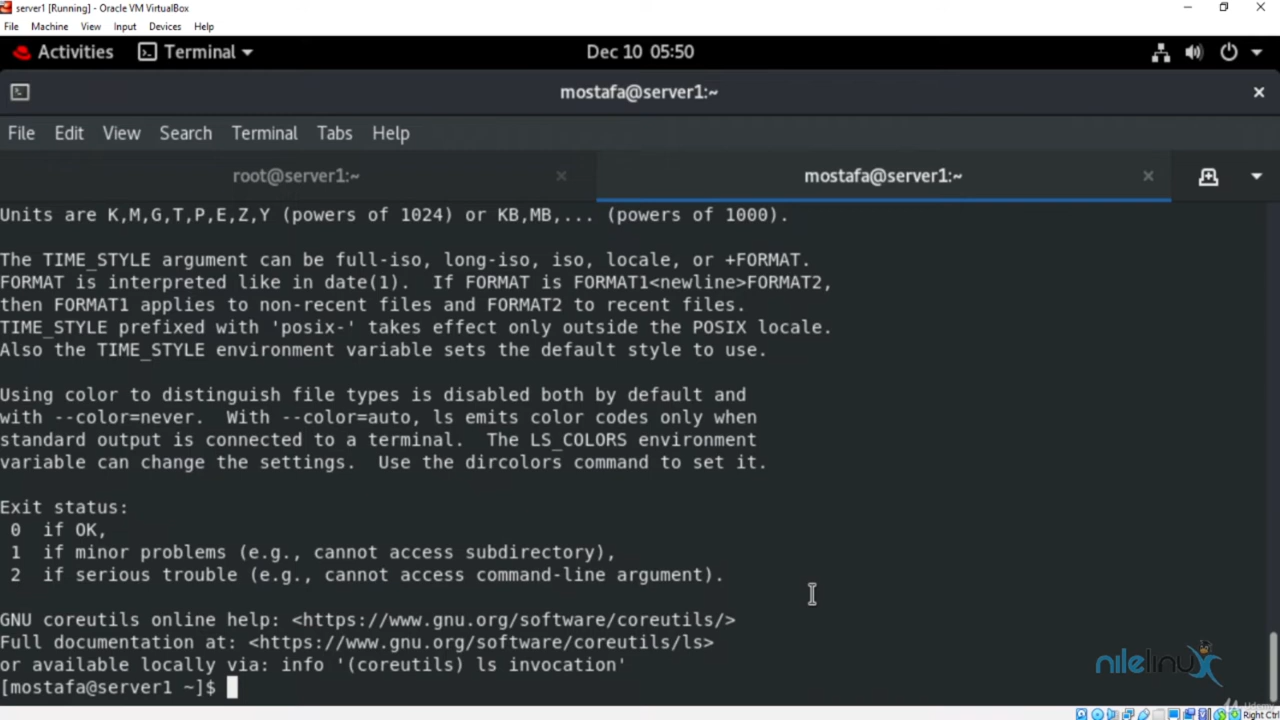 server1 [Running] - Oracle VM VirtualBox
File Machine View Input Devices Help
Activities Terminal Dec 10 05:50
mostafa@server1:~
File Edit View Search Terminal Tabs Help
root@server1:~ mostafa@server1:~
Units are K,M,G,T,P,E,Z,Y (powers of 1024) or KB,MB,... (powers of 1000).
The TIME_STYLE argument can be full-iso, long-iso, iso, locale, or +FORMAT.
FORMAT is interpreted like in date(1).  If FORMAT is FORMAT1<newline>FORMAT2,
then FORMAT1 applies to non-recent files and FORMAT2 to recent files.
TIME_STYLE prefixed with 'posix-' takes effect only outside the POSIX locale.
Also the TIME_STYLE environment variable sets the default style to use.
Using color to distinguish file types is disabled both by default and
with --color=never.  With --color=auto, ls emits color codes only when
standard output is connected to a terminal.  The LS_COLORS environment
variable can change the settings.  Use the dircolors command to set it.
Exit status:
0  if OK,
1  if minor problems (e.g., cannot access subdirectory),
2  if serious trouble (e.g., cannot access command-line argument).
GNU coreutils online help: <https://www.gnu.org/software/coreutils/>
Full documentation at: <https://www.gnu.org/software/coreutils/ls>
or available locally via: info '(coreutils) ls invocation'
[mostafa@server1 ~]$
nilelinux
Udemy
Right Ctrl